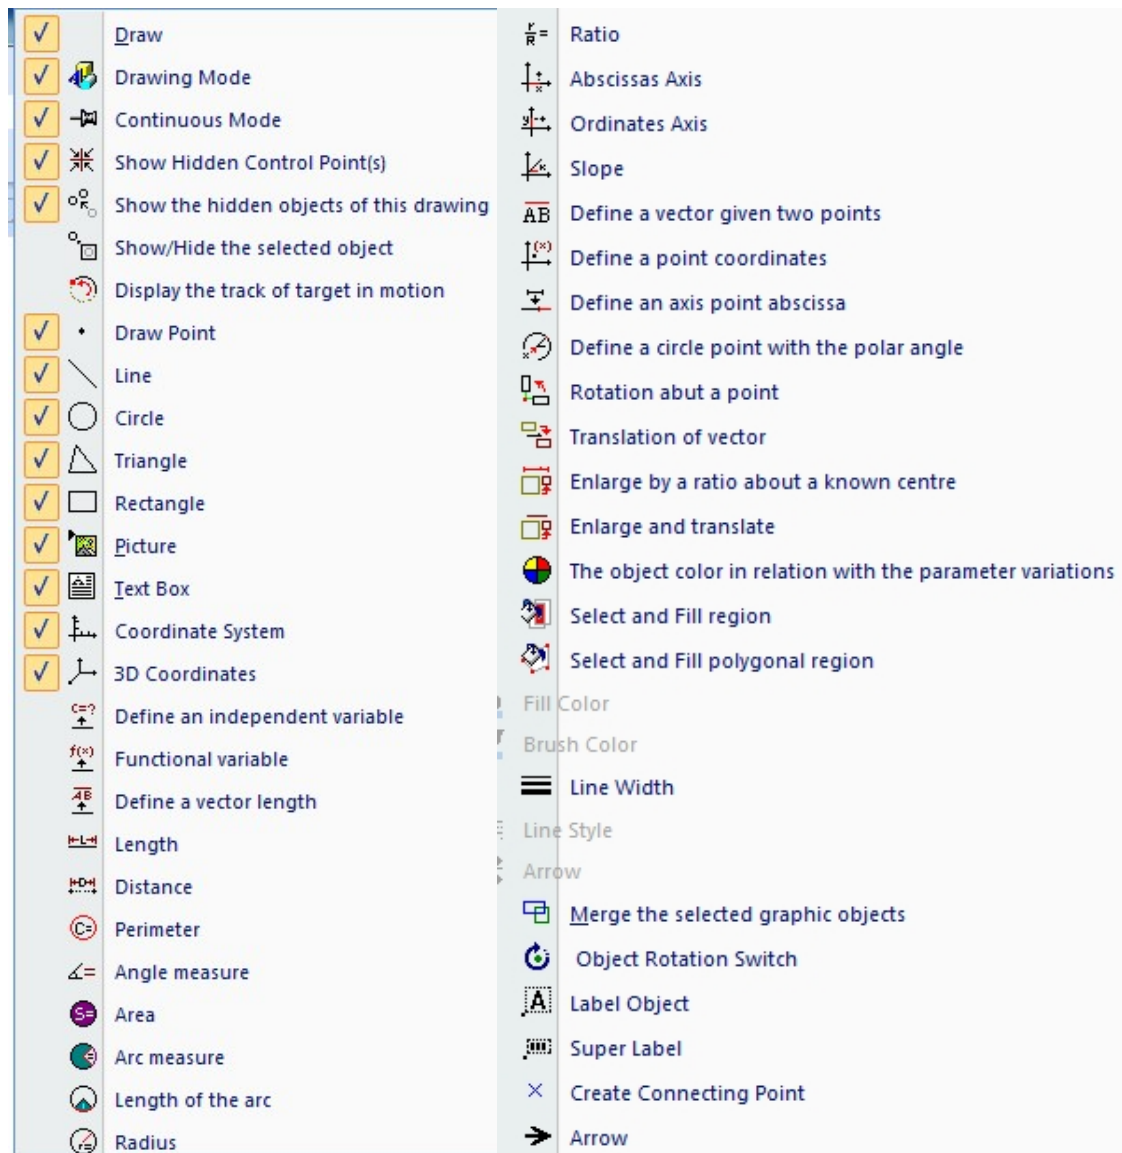 Draw
Drawing Mode
Continuous Mode
Show Hidden Control Point(s)
Show the hidden objects of this drawing
Show/Hide the selected object
Display the track of target in motion
Draw Point
Line
Circle
Triangle
Rectangle
Picture
Text Box
Coordinate System
3D Coordinates
Define an independent variable
Functional variable
Define a vector length
Length
Distance
Perimeter
Angle measure
Area
Arc measure
Length of the arc
Radius
Ratio
Abscissas Axis
Ordinates Axis
Slope
Define a vector given two points
Define a point coordinates
Define an axis point abscissa
Define a circle point with the polar angle
Rotation abut a point
Translation of vector
Enlarge by a ratio about a known centre
Enlarge and translate
The object color in relation with the parameter variations
Select and Fill region
Select and Fill polygonal region
Fill Color
Brush Color
Line Width
Line Style
Arrow
Merge the selected graphic objects
Object Rotation Switch
Label Object
Super Label
Create Connecting Point
Arrow